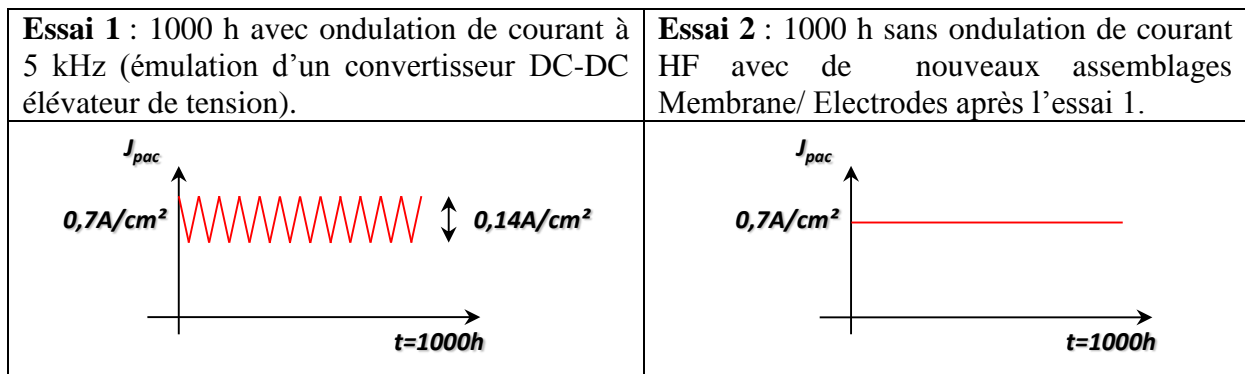 Essai 1 : 1000 h avec ondulation de courant à
5 kHz (émulation d'un convertisseur DC-DC
élévateur de tension).
Essai 2 : 1000 h sans ondulation de courant
HF avec de nouveaux assemblages
Membrane/ Electrodes après l'essai 1.
Jpac
0,7A/cm²
0,14A/cm²
t=1000h
Jpac
0,7A/cm²
t=1000h